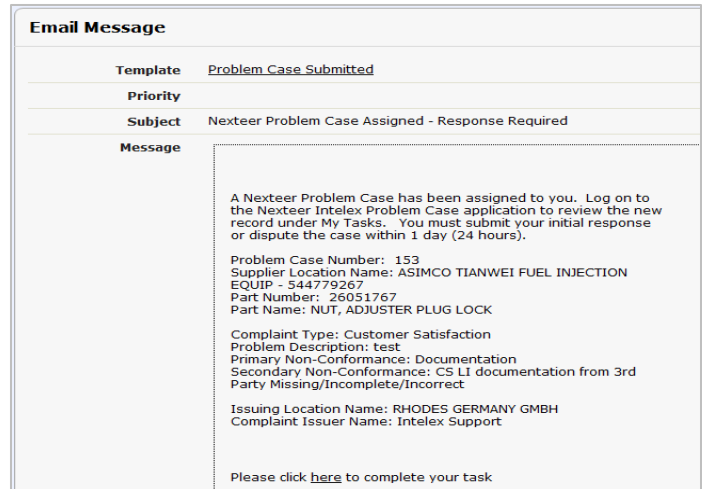 Email Message
Template Problem Case Submitted
Priority
Subject Nexteer Problem Case Assigned - Response Required
Message
A Nexteer Problem Case has been assigned to you.  Log on to
the Nexteer Intelex Problem Case application to review the new
record under My Tasks.   You must submit your initial response
or dispute the case within 1 day (24 hours).
Problem Case Number:  153
Supplier Location Name: ASIMCO TIANWEI FUEL INJECTION
EQUIP - 544779267
Part Number:  26051767
Part Name: NUT, ADJUSTER PLUG LOCK
Complaint Type: Customer Satisfaction
Problem Description: test
Primary Non-Conformance: Documentation
Secondary Non-Conformance: CS LI documentation from 3rd
Party Missing/Incomplete/Incorrect
Issuing Location Name: RHODES GERMANY GMBH
Complaint Issuer Name: Intelex Support
Please click here to complete your task